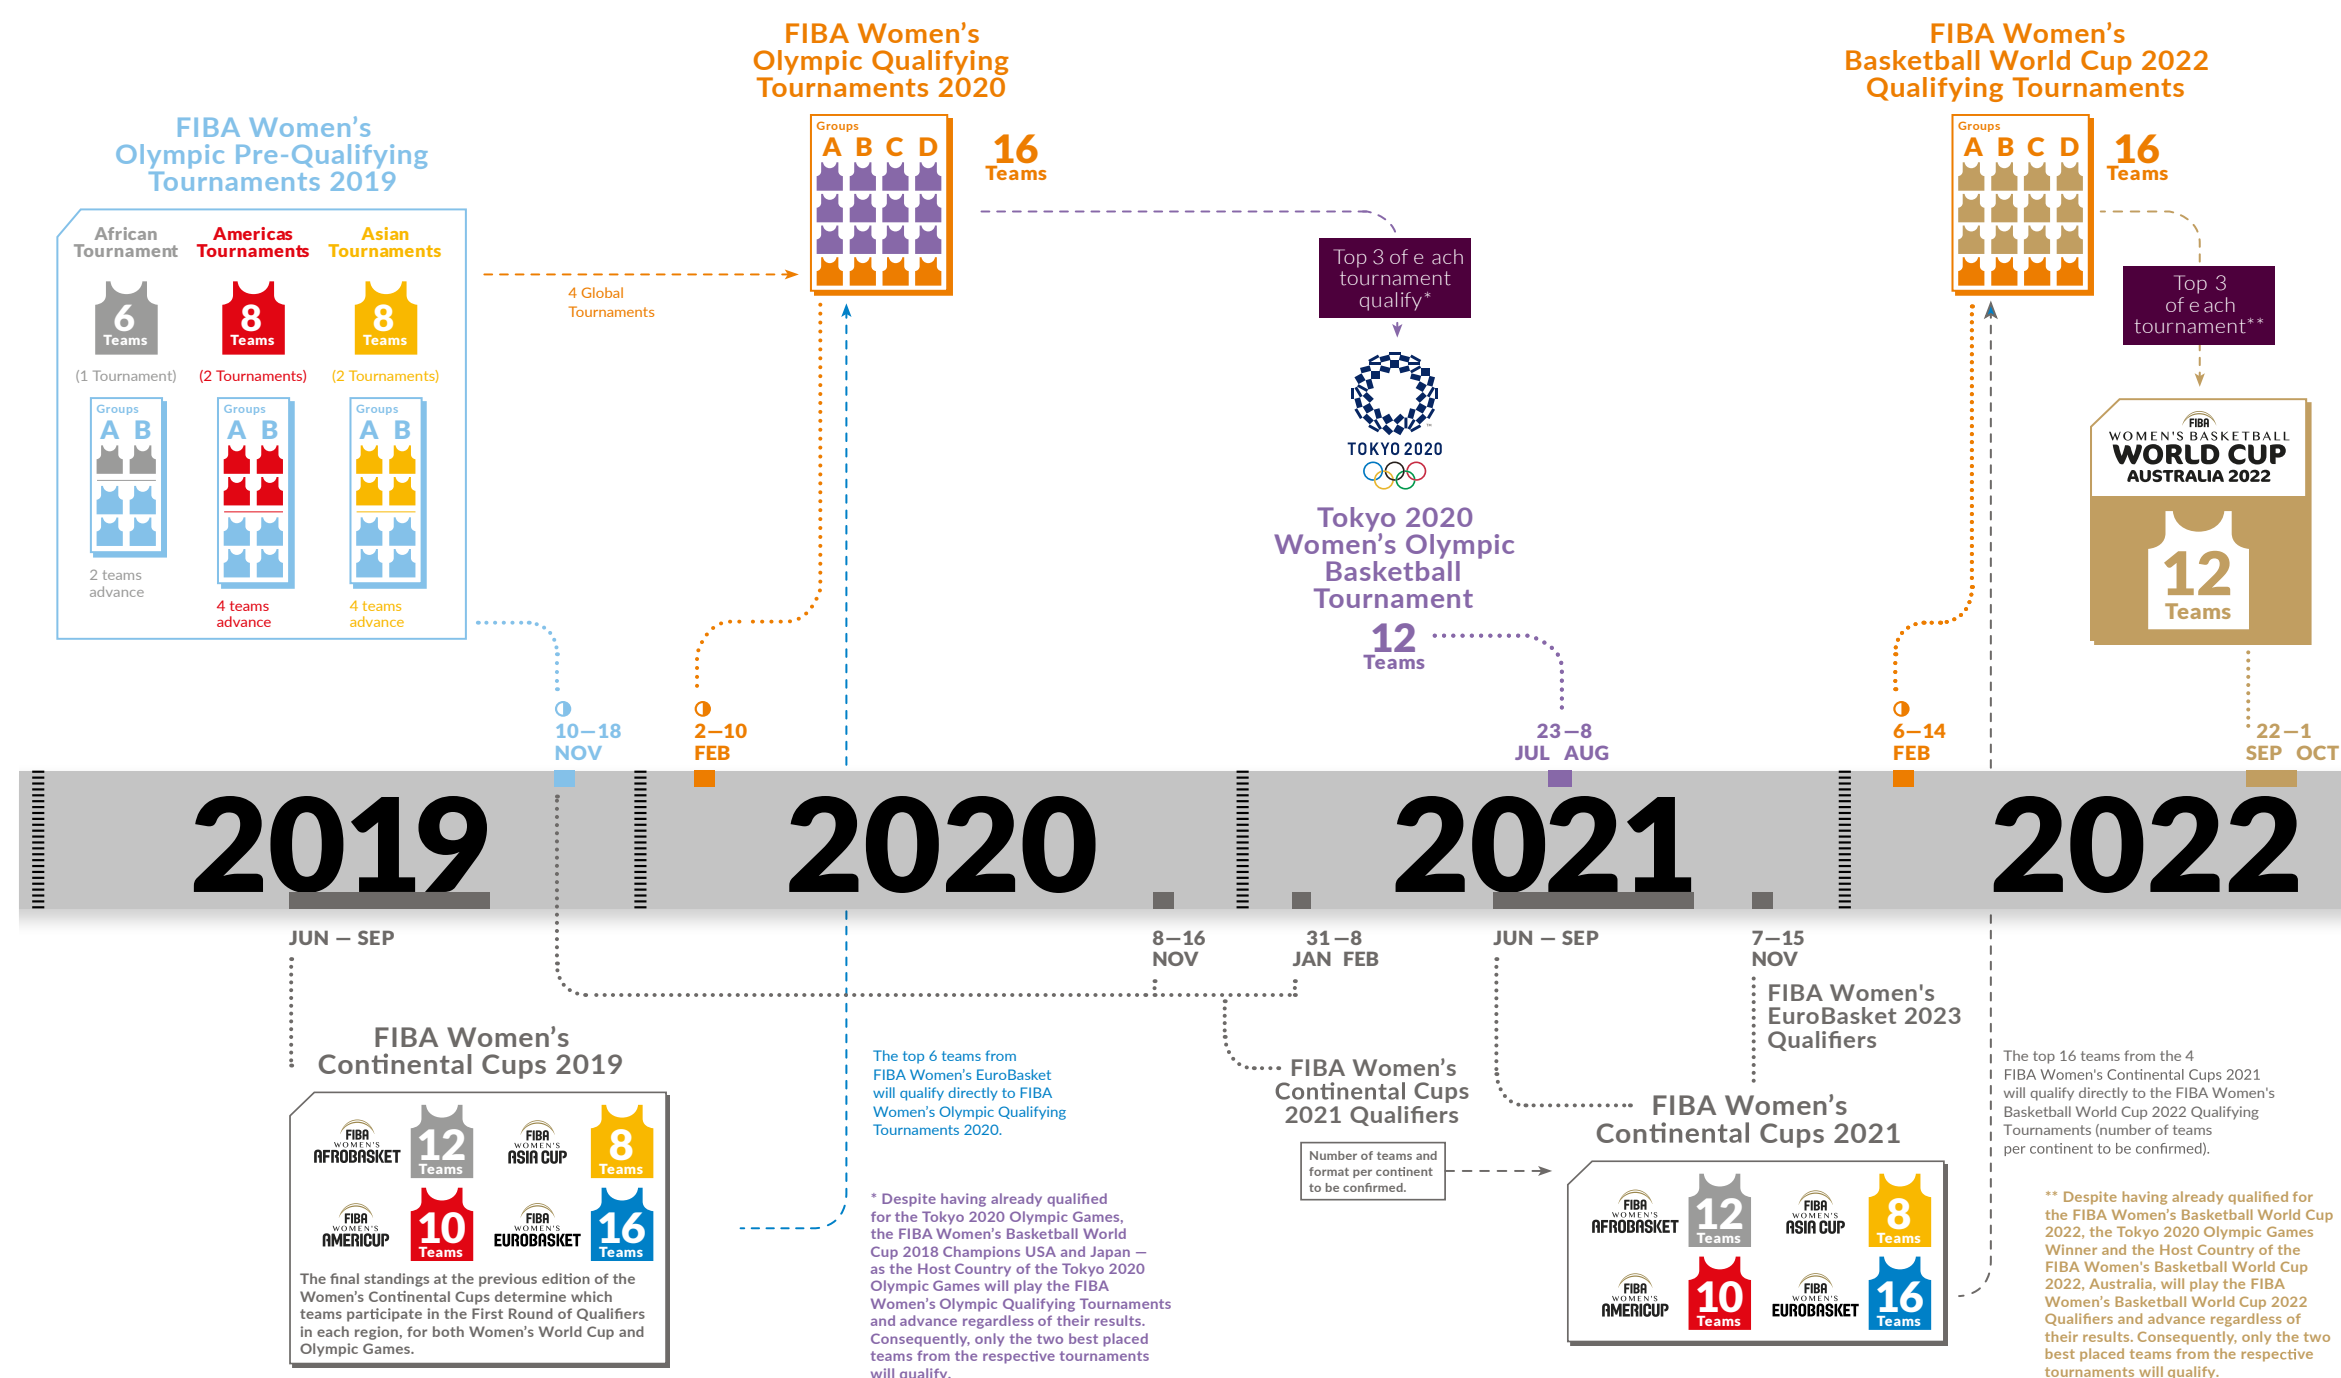 FIBA Women's
Olympic Pre-Qualifying
Tournaments 2019
African
Tournament
6
Teams
(1 Tournament)
Groups
A B
2 teams
advance
Americas
Tournaments
8
Teams
(2 Tournaments)
Groups
A B
4 teams
advance
Asian
Tournaments
8
Teams
(2 Tournaments)
Groups
A B
4 teams
advance
4 Global
Tournaments
FIBA Women's
Olympic Qualifying
Tournaments 2020
Groups
A B C D
16
Teams
Top 3 of e ach
tournament
qualify*
TOKYO 2020
Tokyo 2020
Women's Olympic
Basketball
Tournament
12
Teams
FIBA Women's
Basketball World Cup 2022
Qualifying Tournaments
Groups
A B C D
16
Teams
Top 3
of e ach
tournament**
FIBA
WOMEN'S BASKETBALL
WORLD CUP
AUSTRALIA 2022
12
Teams
10—18
NOV
2—10
FEB
23—8
JUL AUG
6—14
FEB
22—1
SEP OCT
2019
2020
2021
2022
JUN — SEP
8—16
NOV
31—8
JAN FEB
JUN — SEP
7—15
NOV
FIBA Women's
Continental Cups 2019
FIBA
WOMEN'S
AFROBASKET
12
Teams
FIBA
WOMEN'S
ASIA CUP
8
Teams
FIBA
WOMEN'S
AMERICUP
10
Teams
FIBA
WOMEN'S
EUROBASKET
16
Teams
The final standings at the previous edition of the
Women's Continental Cups determine which
teams participate in the First Round of Qualifiers
in each region, for both Women's World Cup and
Olympic Games.
The top 6 teams from
FIBA Women's EuroBasket
will qualify directly to FIBA
Women's Olympic Qualifying
Tournaments 2020.
* Despite having already qualified
for the Tokyo 2020 Olympic Games,
the FIBA Women's Basketball World
Cup 2018 Champions USA and Japan —
as the Host Country of the Tokyo 2020
Olympic Games will play the FIBA
Women's Olympic Qualifying Tournaments
and advance regardless of their results.
Consequently, only the two best placed
teams from the respective tournaments
will qualify.
FIBA Women's
Continental Cups
2021 Qualifiers
Number of teams and
format per continent
to be confirmed.
FIBA Women's
EuroBasket 2023
Qualifiers
FIBA Women's
Continental Cups 2021
FIBA
WOMEN'S
AFROBASKET
12
Teams
FIBA
WOMEN'S
ASIA CUP
8
Teams
FIBA
WOMEN'S
AMERICUP
10
Teams
FIBA
WOMEN'S
EUROBASKET
16
Teams
The top 16 teams from the 4
FIBA Women's Continental Cups 2021
will qualify directly to the FIBA Women's
Basketball World Cup 2022 Qualifying
Tournaments (number of teams
per continent to be confirmed).
** Despite having already qualified for
the FIBA Women's Basketball World Cup
2022, the Tokyo 2020 Olympic Games
Winner and the Host Country of the
FIBA Women's Basketball World Cup
2022, Australia, will play the FIBA
Women's Basketball World Cup 2022
Qualifiers and advance regardless of
their results. Consequently, only the two
best placed teams from the respective
tournaments will qualify.